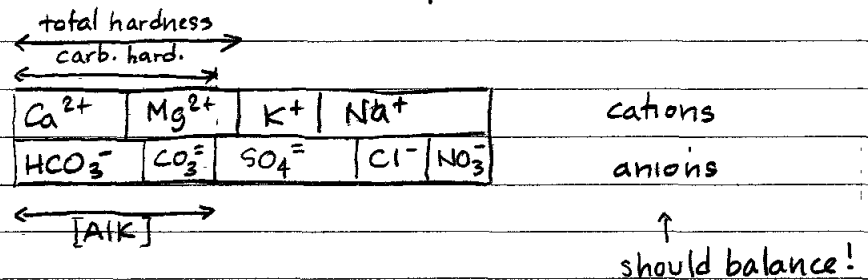 total hardness
carb. hard.
Ca²⁺ Mg²⁺ K⁺ Na⁺ cations
HCO₃⁻ CO₃⁼ SO₄⁼ Cl⁻ NO₃⁻ anions
[Alk] ↑
should balance!